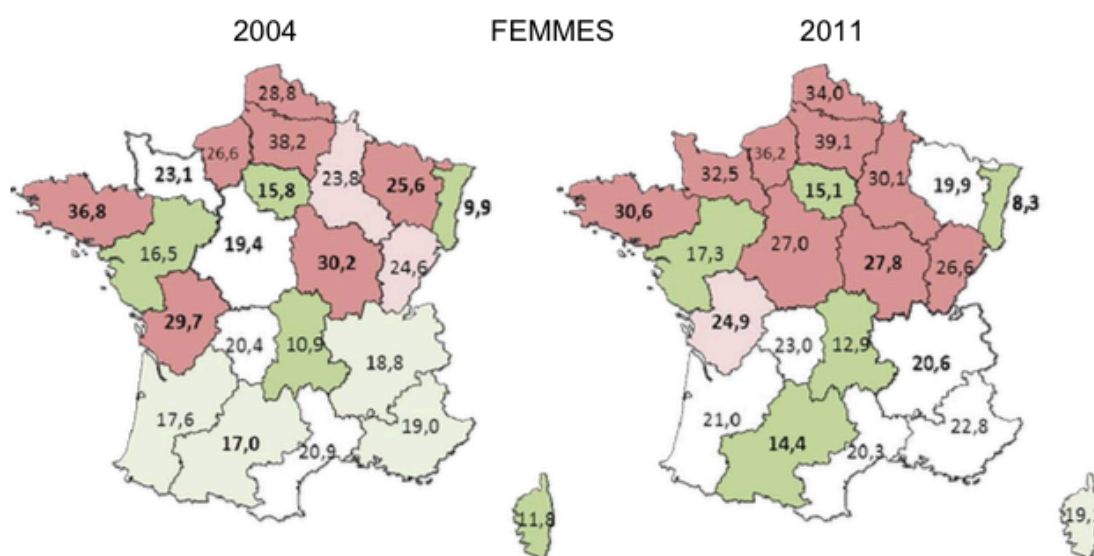 2004 FEMMES 2011
28,8 34,0
26,6 38,2 36,2 39,1
23,1 23,8 32,5 30,1
15,8 25,6 15,1 19,9
36,8 9,9 30,6 8,3
16,5 19,4 17,3 27,0
30,2 24,6 27,8 26,6
29,7 24,9
20,4 10,9 18,8 23,0 12,9 20,6
17,6 17,0 19,0 21,0 14,4 22,8
20,9 20,3
11,8